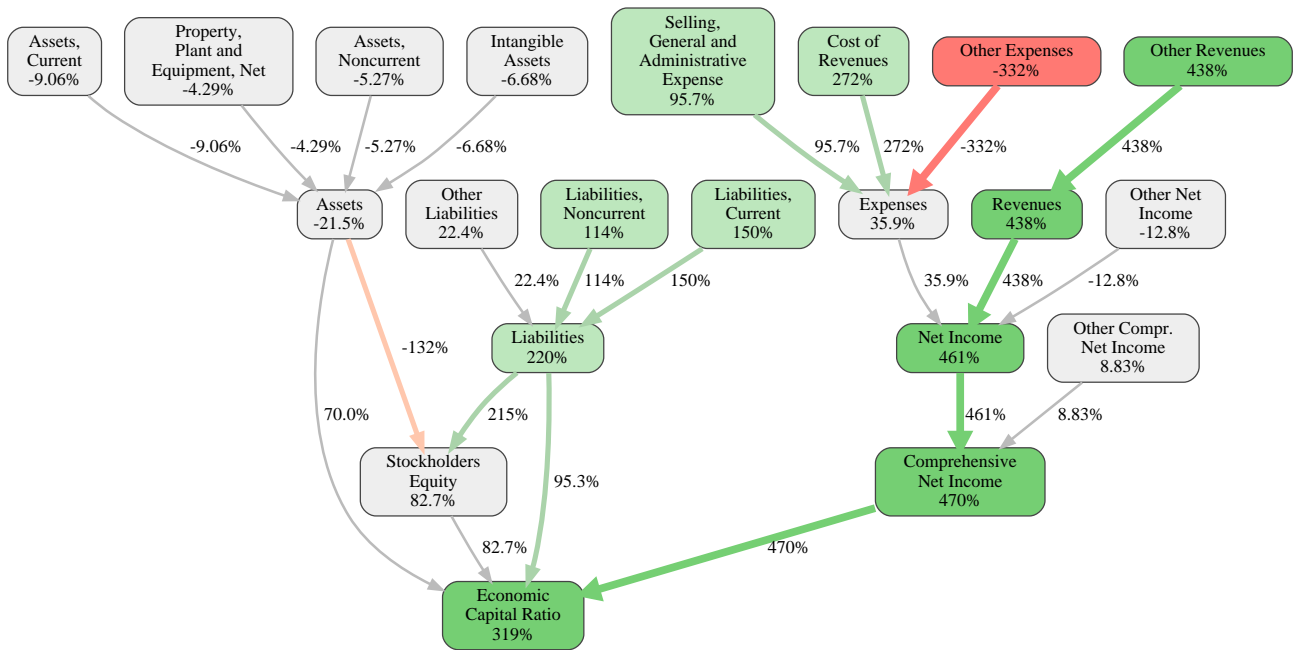 Assets,
Current
-9.06%
Property,
Plant and
Equipment, Net
-4.29%
Assets,
Noncurrent
-5.27%
Intangible
Assets
-6.68%
Selling,
General and
Administrative
Expense
95.7%
Cost of
Revenues
272%
Other Expenses
-332%
Other Revenues
438%
-9.06%
-4.29%
-5.27%
-6.68%
95.7%
272%
-332%
438%
Assets
-21.5%
Other
Liabilities
22.4%
Liabilities,
Noncurrent
114%
Liabilities,
Current
150%
Expenses
35.9%
Revenues
438%
Other Net
Income
-12.8%
22.4%
114%
150%
35.9%
438%
-12.8%
-132%
Liabilities
220%
Net Income
461%
Other Compr.
Net Income
8.83%
70.0%
215%
461%
8.83%
Stockholders
Equity
82.7%
95.3%
Comprehensive
Net Income
470%
82.7%
470%
Economic
Capital Ratio
319%